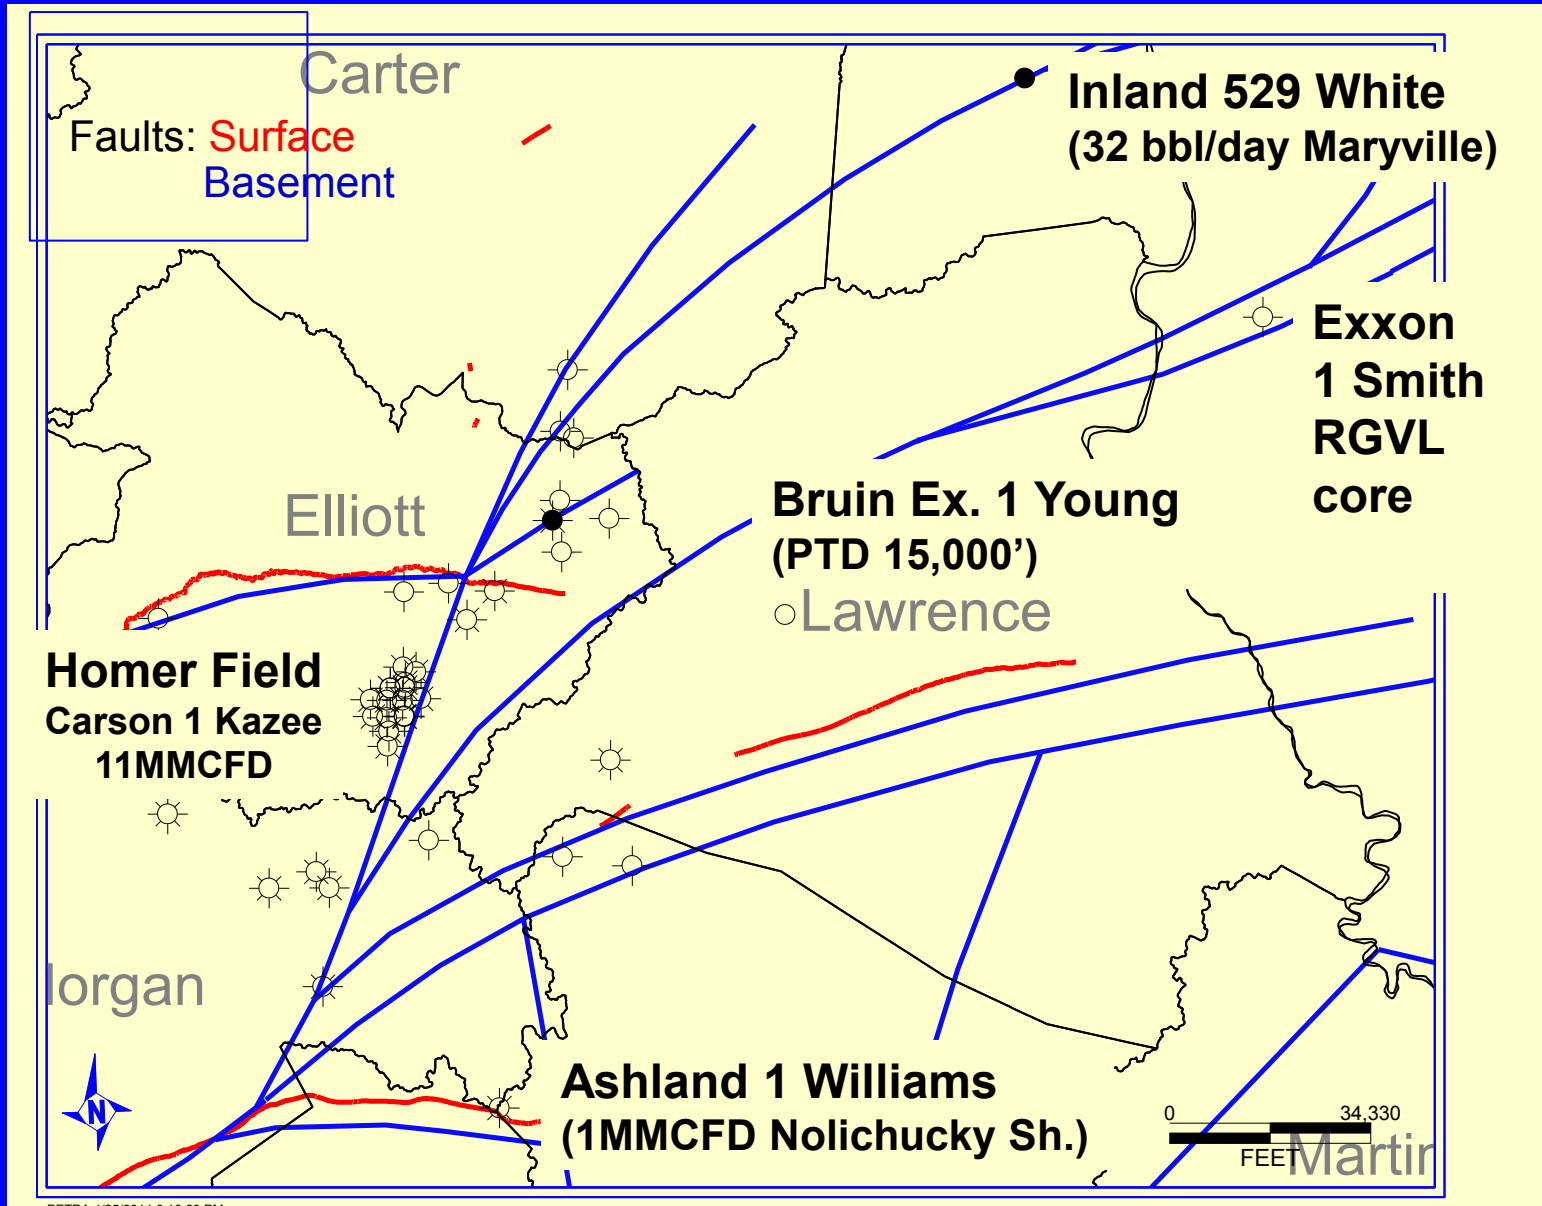 Carter
Faults: Surface
Basement
Inland 529 White
(32 bbl/day Maryville)
Exxon
1 Smith
RGVL
core
Elliott
Bruin Ex. 1 Young
(PTD 15,000’)
Lawrence
Homer Field
Carson 1 Kazee
11MMCFD
lorgan
N
Ashland 1 Williams
(1MMCFD Nolichucky Sh.)
0 34,330
FEET
Martin